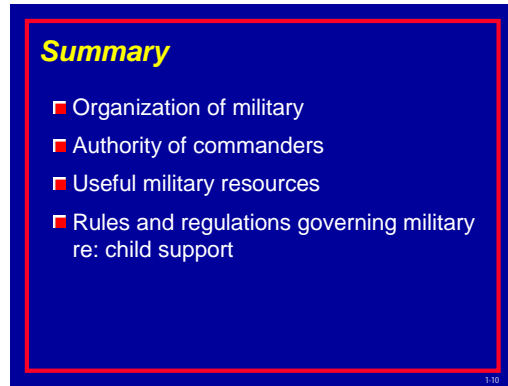 Summary
Organization of military
Authority of commanders
Useful military resources
Rules and regulations governing military
re: child support
1-10